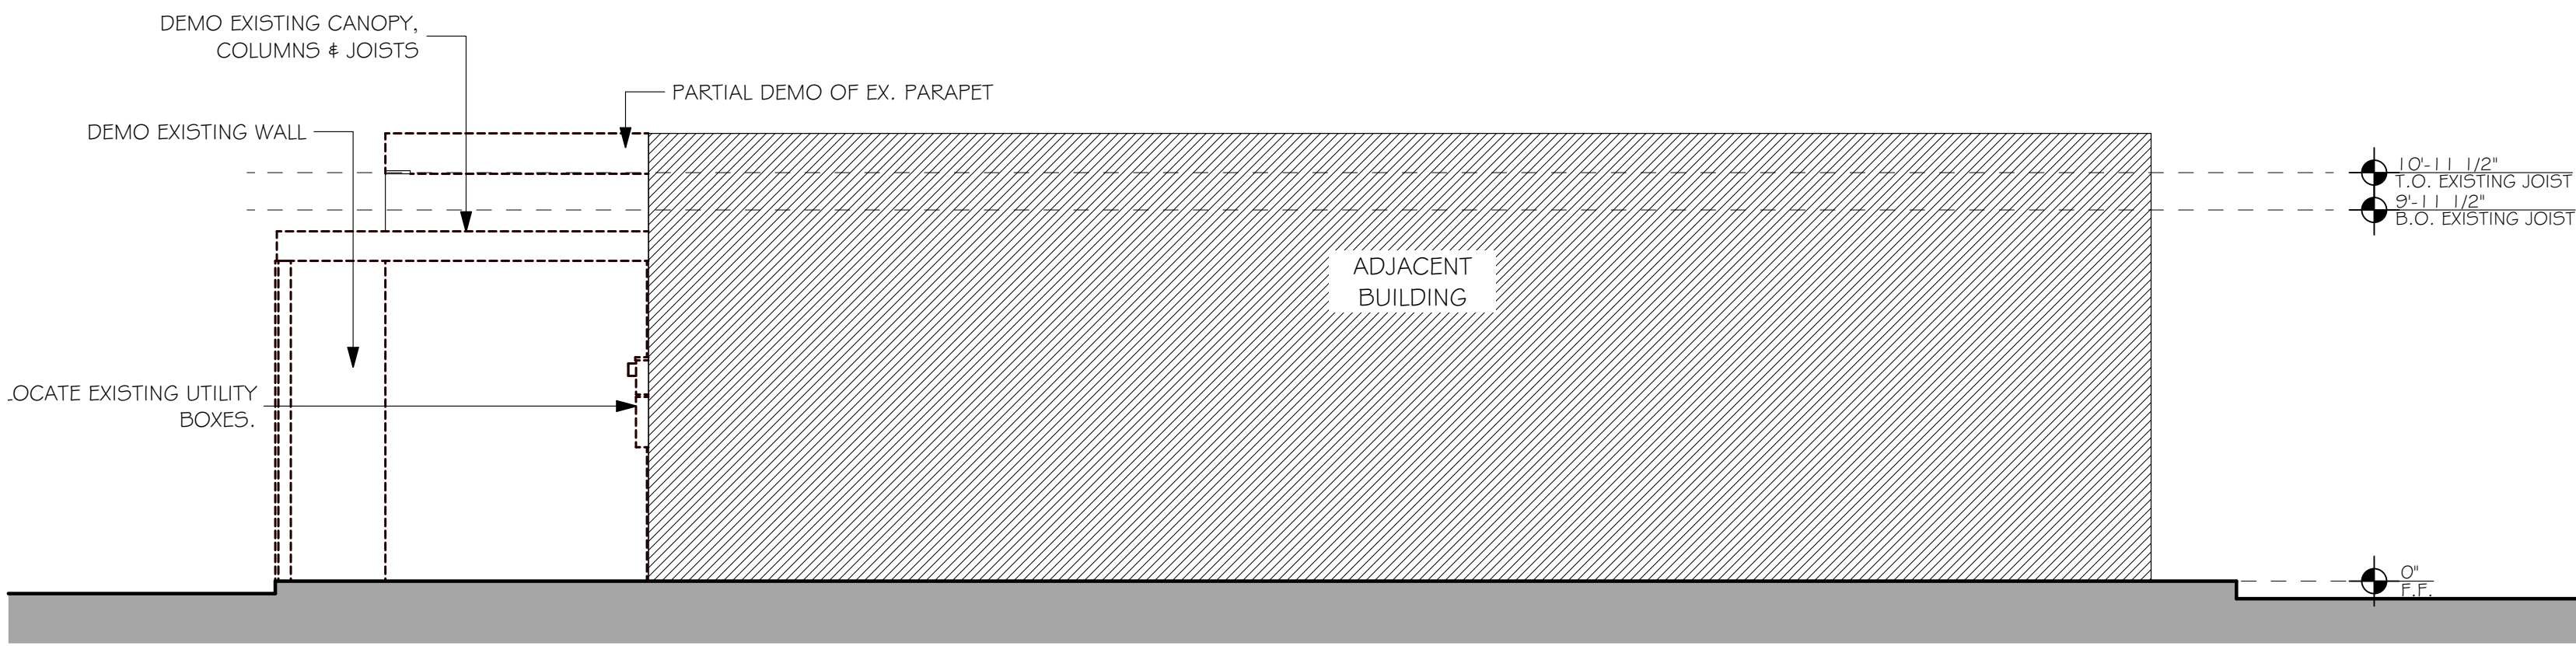 DEMO EXISTING CANOPY,
COLUMNS & JOISTS
PARTIAL DEMO OF EX. PARAPET
DEMO EXISTING WALL
10'-11 1/2"
T.O. EXISTING JOIST
9'-11 1/2"
B.O. EXISTING JOIST
ADJACENT
BUILDING
OCATE EXISTING UTILITY
BOXES.
0"
F.F.